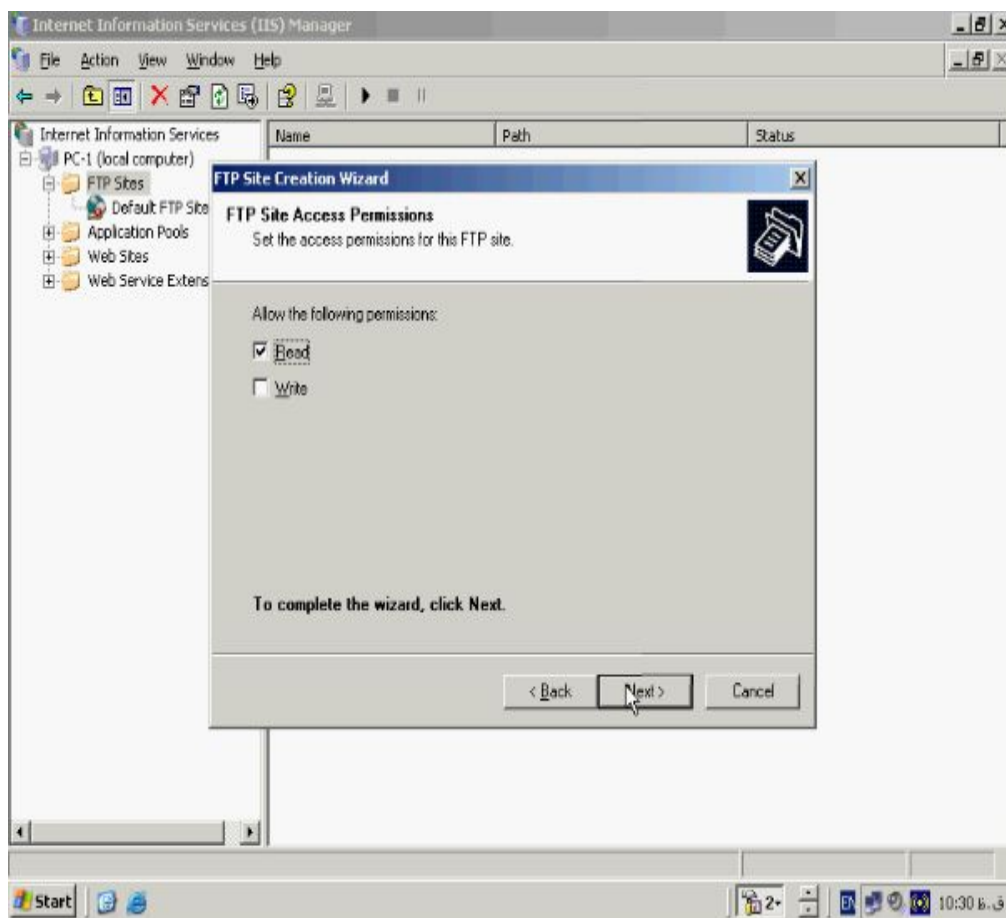 Internet Information Services (IIS) Manager
File Action View Window Help
Internet Information Services
PC-1 (local computer)
FTP Sites
Default FTP Site
Application Pools
Web Sites
Web Service Extens
Name Path Status
FTP Site Creation Wizard
FTP Site Access Permissions
Set the access permissions for this FTP site.
Allow the following permissions:
Read
Write
To complete the wizard, click Next.
< Back Next > Cancel
Start 2 EN 10:30 ق.ظ